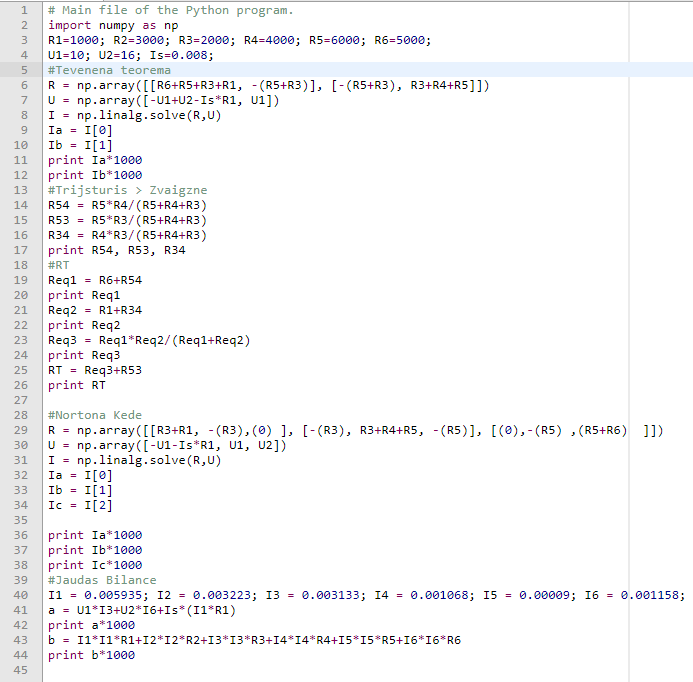 1 # Main file of the Python program.
2 import numpy as np
3 R1=1000; R2=3000; R3=2000; R4=4000; R5=6000; R6=5000;
4 U1=10; U2=16; Is=0.008;
5 #Tevenena teorema
6 R = np.array([[R6+R5+R3+R1, -(R5+R3)], [-(R5+R3), R3+R4+R5]])
7 U = np.array([-U1+U2-Is*R1, U1])
8 I = np.linalg.solve(R,U)
9 Ia = I[0]
10 Ib = I[1]
11 print Ia*1000
12 print Ib*1000
13 #Trijsturis > Zvaigzne
14 R54 = R5*R4/(R5+R4+R3)
15 R53 = R5*R3/(R5+R4+R3)
16 R34 = R4*R3/(R5+R4+R3)
17 print R54, R53, R34
18 #RT
19 Req1 = R6+R54
20 print Req1
21 Req2 = R1+R34
22 print Req2
23 Req3 = Req1*Req2/(Req1+Req2)
24 print Req3
25 RT = Req3+R53
26 print RT
27
28 #Nortona Kede
29 R = np.array([[R3+R1, -(R3),(0) ], [-(R3), R3+R4+R5, -(R5)], [(0),-(R5) ,(R5+R6)  ]])
30 U = np.array([-U1-Is*R1, U1, U2])
31 I = np.linalg.solve(R,U)
32 Ia = I[0]
33 Ib = I[1]
34 Ic = I[2]
35
36 print Ia*1000
37 print Ib*1000
38 print Ic*1000
39 #Jaudas Bilance
40 I1 = 0.005935; I2 = 0.003223; I3 = 0.003133; I4 = 0.001068; I5 = 0.00009; I6 = 0.001158;
41 a = U1*I3+U2*I6+Is*(I1*R1)
42 print a*1000
43 b = I1*I1*R1+I2*I2*R2+I3*I3*R3+I4*I4*R4+I5*I5*R5+I6*I6*R6
44 print b*1000
45